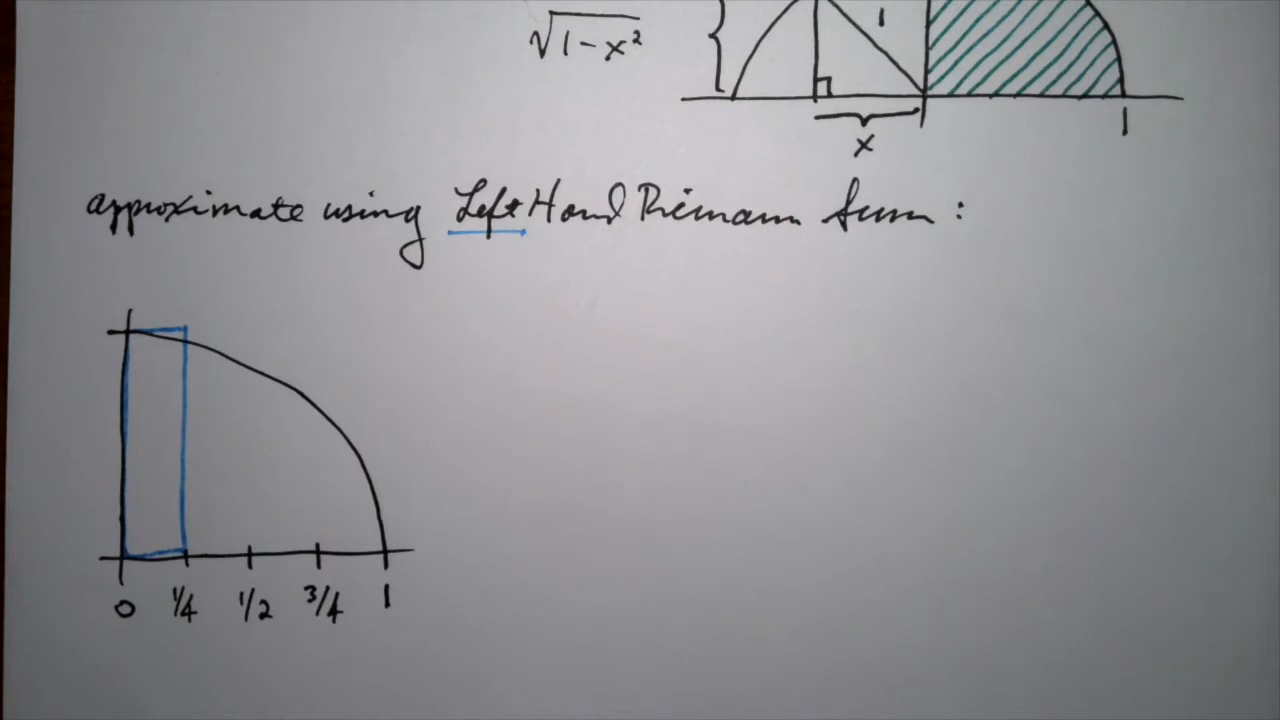 √1-x²
1
x
1
approximate using Left Hand Riemann Sum :
0 1/4 1/2 3/4 1